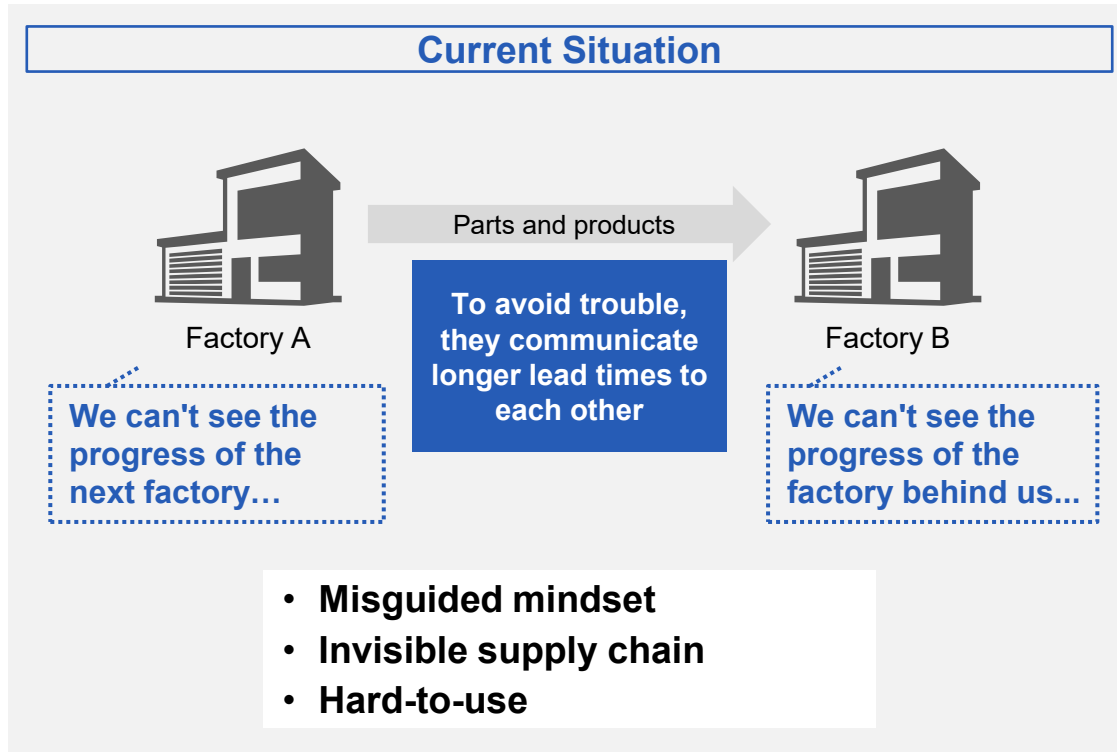 Current Situation
Parts and products
To avoid trouble,
they communicate
longer lead times to
each other
Factory A
Factory B
We can't see the
progress of the
next factory…
We can't see the
progress of the
factory behind us...
• Misguided mindset
• Invisible supply chain
• Hard-to-use